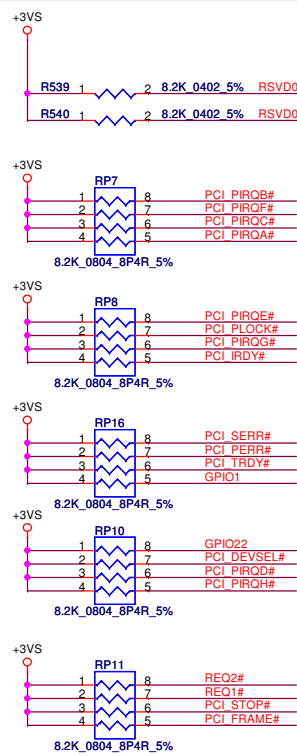 +3VS
R539 1 2 8.2K_0402_5% RSVD0
R540 1 2 8.2K_0402_5% RSVD0
+3VS
RP7
1 8 PCI_PIRQB#
2 7 PCI_PIRQF#
3 6 PCI_PIRQC#
4 5 PCI_PIRQA#
8.2K_0804_8P4R_5%
+3VS
RP8
1 8 PCI_PIRQE#
2 7 PCI_PLOCK#
3 6 PCI_PIRQG#
4 5 PCI_IRDY#
8.2K_0804_8P4R_5%
+3VS
RP16
1 8 PCI_SERR#
2 7 PCI_PERR#
3 6 PCI_TRDY#
4 5 GPIO1
8.2K_0804_8P4R_5%
+3VS
RP10
1 8 GPIO22
2 7 PCI_DEVSEL#
3 6 PCI_PIRQD#
4 5 PCI_PIRQH#
8.2K_0804_8P4R_5%
+3VS
RP11
1 8 REQ2#
2 7 REQ1#
3 6 PCI_STOP#
4 5 PCI_FRAME#
8.2K_0804_8P4R_5%